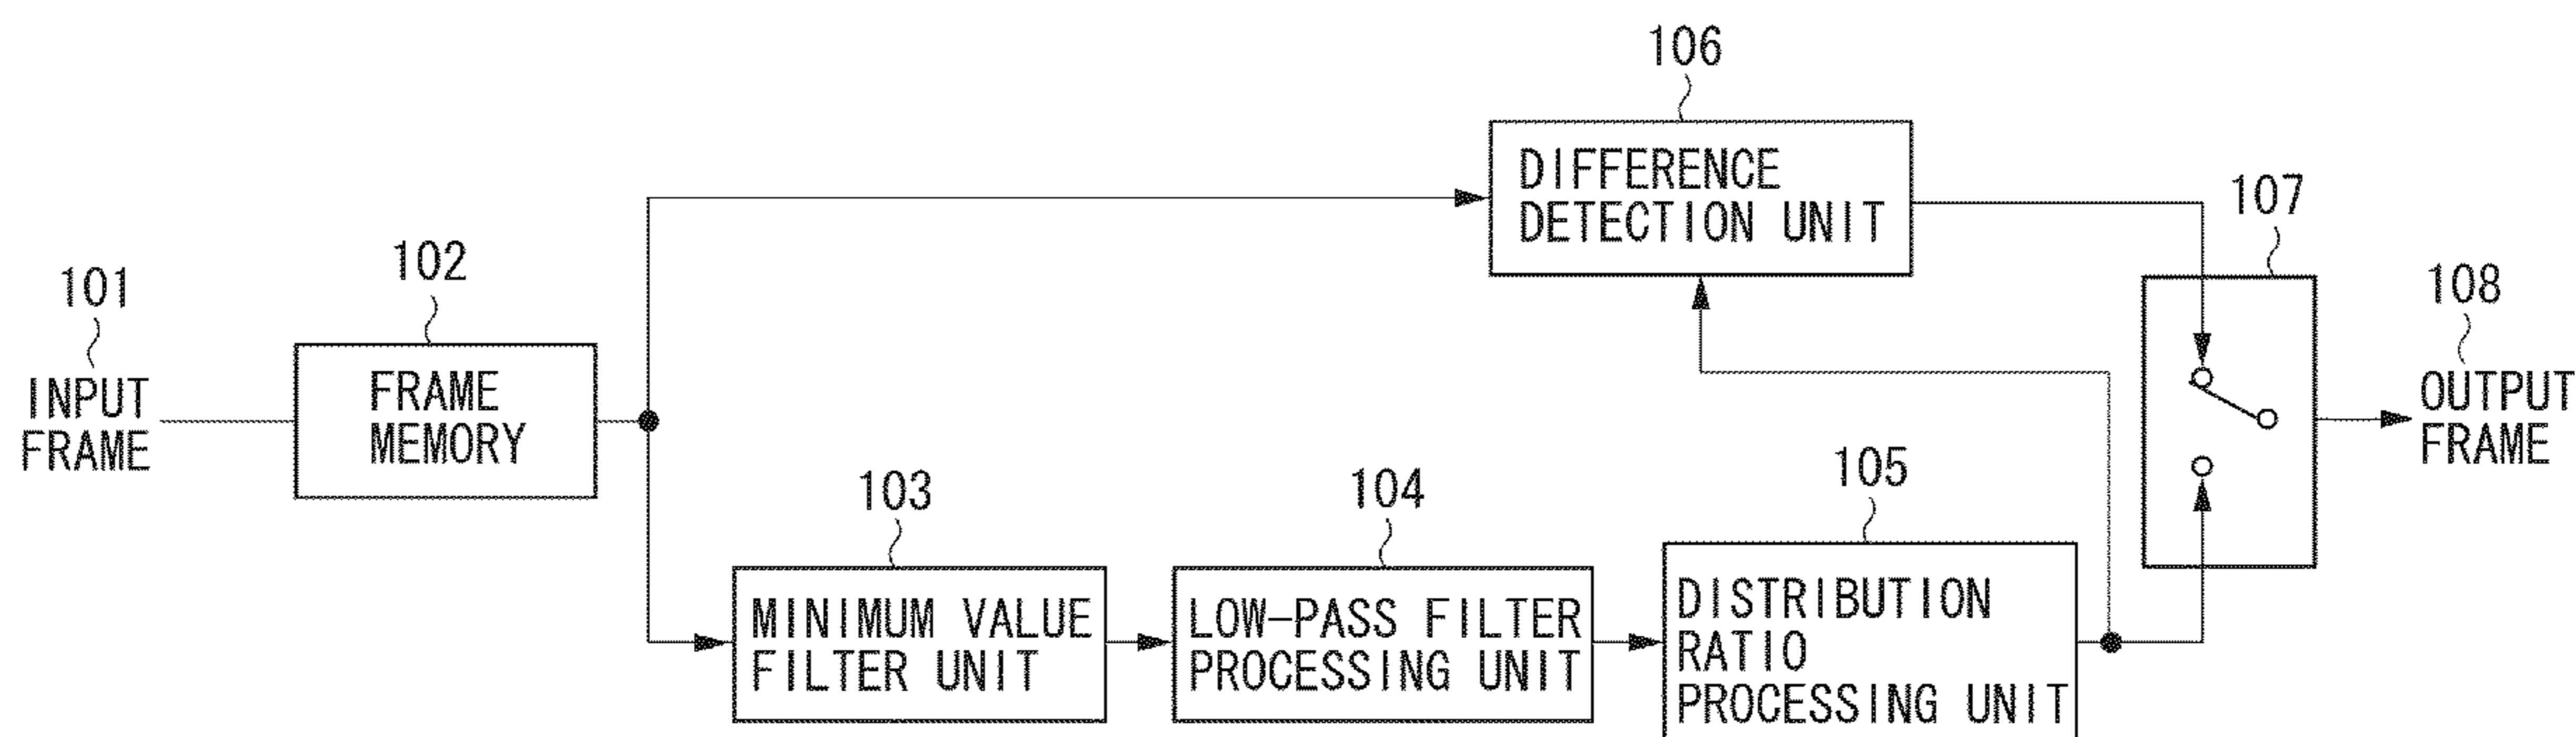 106
DIFFERENCE
DETECTION UNIT
107
102
101
108
FRAME
MEMORY
INPUT
FRAME
OUTPUT
FRAME
103
104
105
MINIMUM VALUE
FILTER UNIT
LOW-PASS FILTER
PROCESSING UNIT
DISTRIBUTION
RATIO
PROCESSING UNIT